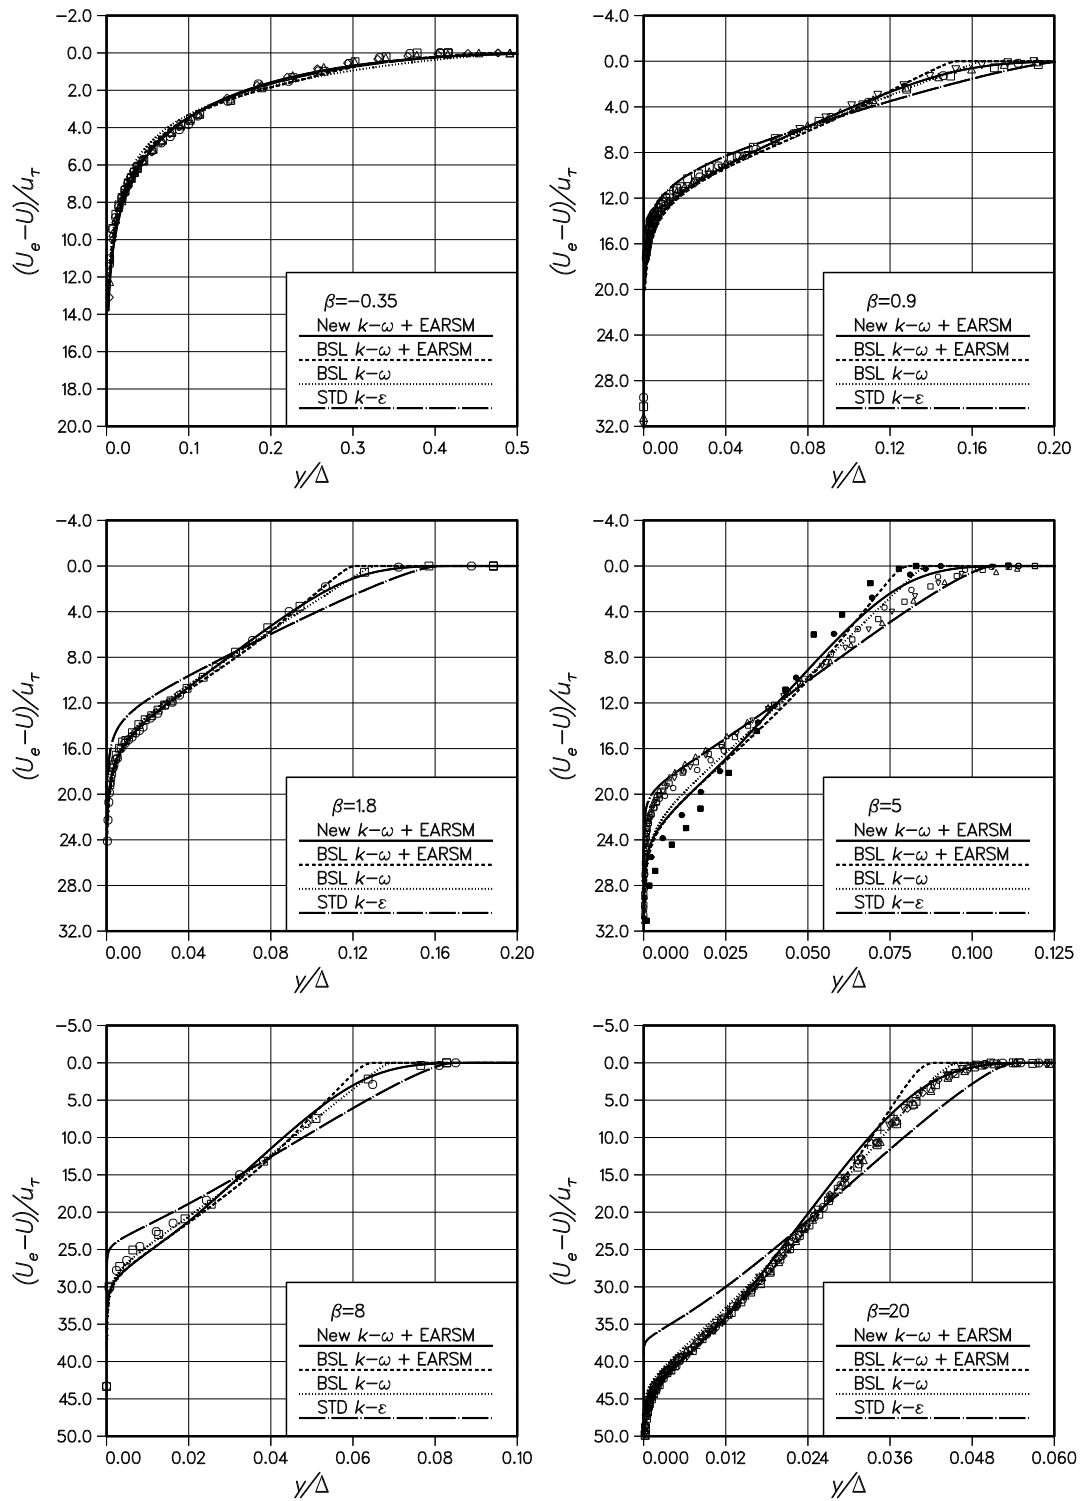 −2.0
0.0
2.0
4.0
6.0
8.0
10.0
12.0
14.0
16.0
18.0
20.0
(Ue−U)/uτ
β=−0.35
New k−ω + EARSM
BSL k−ω + EARSM
BSL k−ω
STD k−ε
0.0 0.1 0.2 0.3 0.4 0.5
y/Δ
−4.0
0.0
4.0
8.0
12.0
16.0
20.0
24.0
28.0
32.0
(Ue−U)/uτ
β=0.9
New k−ω + EARSM
BSL k−ω + EARSM
BSL k−ω
STD k−ε
0.00 0.04 0.08 0.12 0.16 0.20
y/Δ
−4.0
0.0
4.0
8.0
12.0
16.0
20.0
24.0
28.0
32.0
(Ue−U)/uτ
β=1.8
New k−ω + EARSM
BSL k−ω + EARSM
BSL k−ω
STD k−ε
0.00 0.04 0.08 0.12 0.16 0.20
y/Δ
−4.0
0.0
4.0
8.0
12.0
16.0
20.0
24.0
28.0
32.0
(Ue−U)/uτ
β=5
New k−ω + EARSM
BSL k−ω + EARSM
BSL k−ω
STD k−ε
0.000 0.025 0.050 0.075 0.100 0.125
y/Δ
−5.0
0.0
5.0
10.0
15.0
20.0
25.0
30.0
35.0
40.0
45.0
50.0
(Ue−U)/uτ
β=8
New k−ω + EARSM
BSL k−ω + EARSM
BSL k−ω
STD k−ε
0.00 0.02 0.04 0.06 0.08 0.10
y/Δ
−5.0
0.0
5.0
10.0
15.0
20.0
25.0
30.0
35.0
40.0
45.0
50.0
(Ue−U)/uτ
β=20
New k−ω + EARSM
BSL k−ω + EARSM
BSL k−ω
STD k−ε
0.000 0.012 0.024 0.036 0.048 0.060
y/Δ